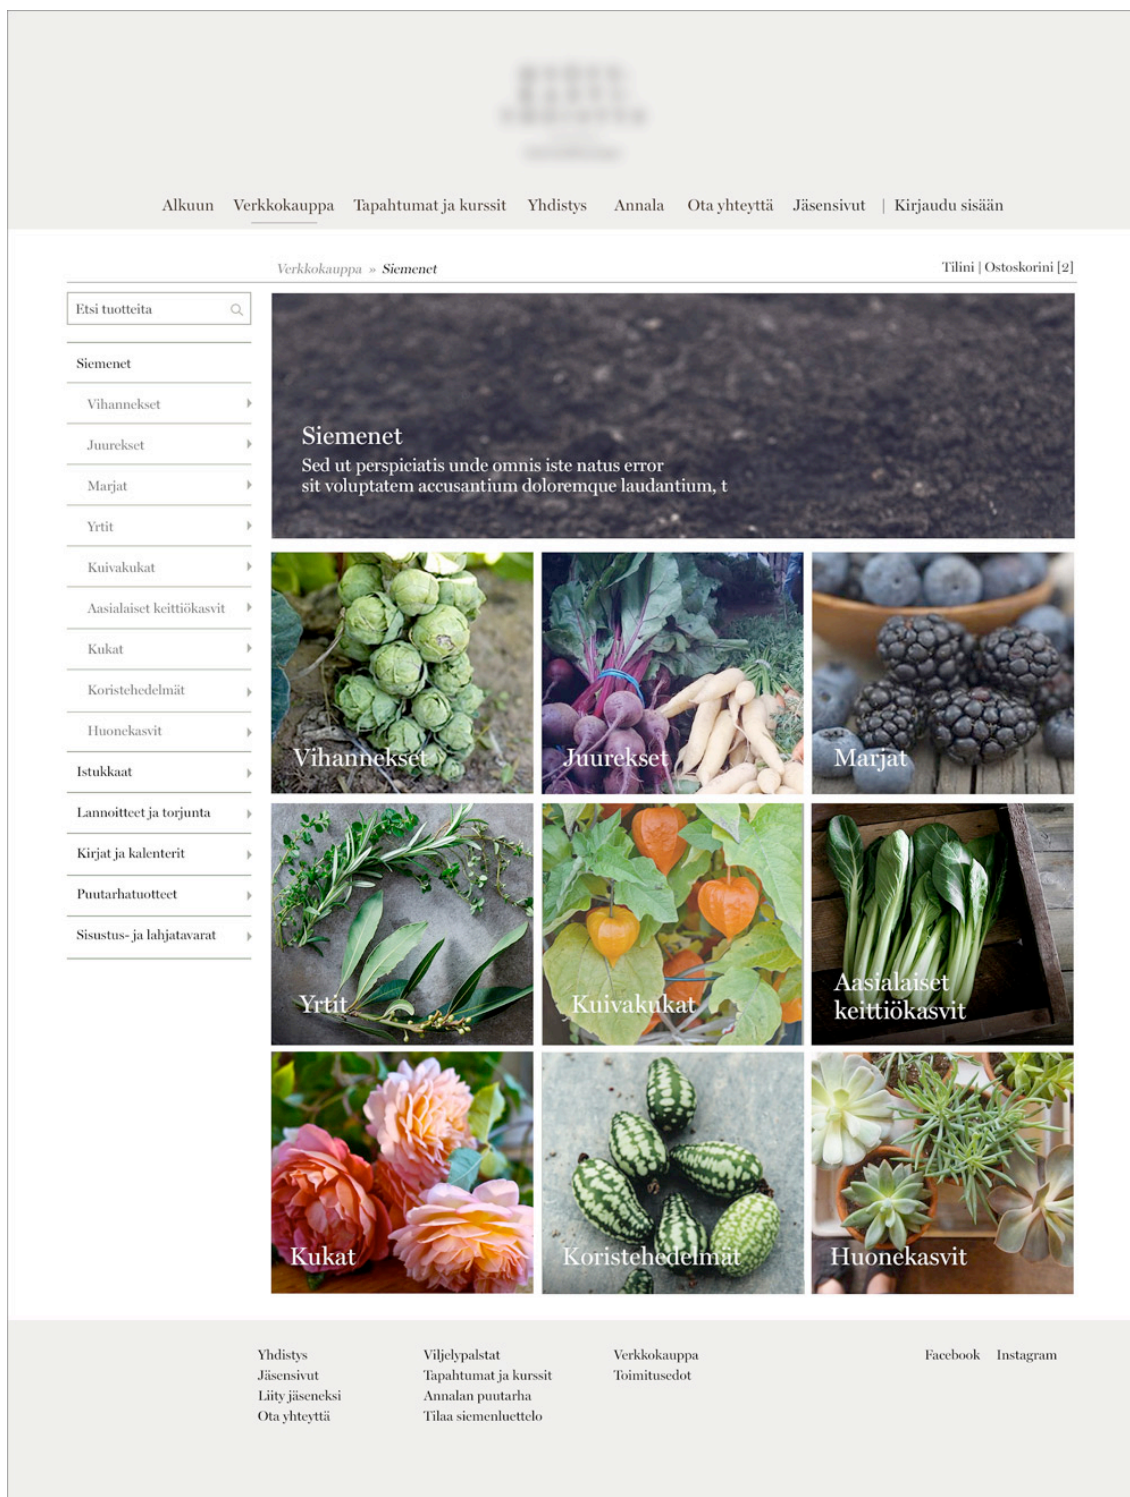 Alkuun Verkkokauppa Tapahtumat ja kurssit Yhdistys Annala Ota yhteyttä Jäsensivut | Kirjaudu sisään
Verkkokauppa » Siemenet
Tilini | Ostoskorini [2]
Etsi tuotteita
Siemenet
Vihannekset
Juurekset
Marjat
Yrtit
Kuivakukat
Aasialaiset keittiökasvit
Kukat
Koristehedelmät
Huonekasvit
Istukkaat
Lannoitteet ja torjunta
Kirjat ja kalenterit
Puutarhatuotteet
Sisustus- ja lahjatavarat
Siemenet
Sed ut perspiciatis unde omnis iste natus error
sit voluptatem accusantium doloremque laudantium, t
Vihannekset
Juurekset
Marjat
Yrtit
Kuivakukat
Aasialaiset
keittiökasvit
Kukat
Koristehedelmät
Huonekasvit
Yhdistys
Jäsensivut
Liity jäseneksi
Ota yhteyttä
Viljelypalstat
Tapahtumat ja kurssit
Annalan puutarha
Tilaa siemenluettelo
Verkkokauppa
Toimitusedot
Facebook Instagram